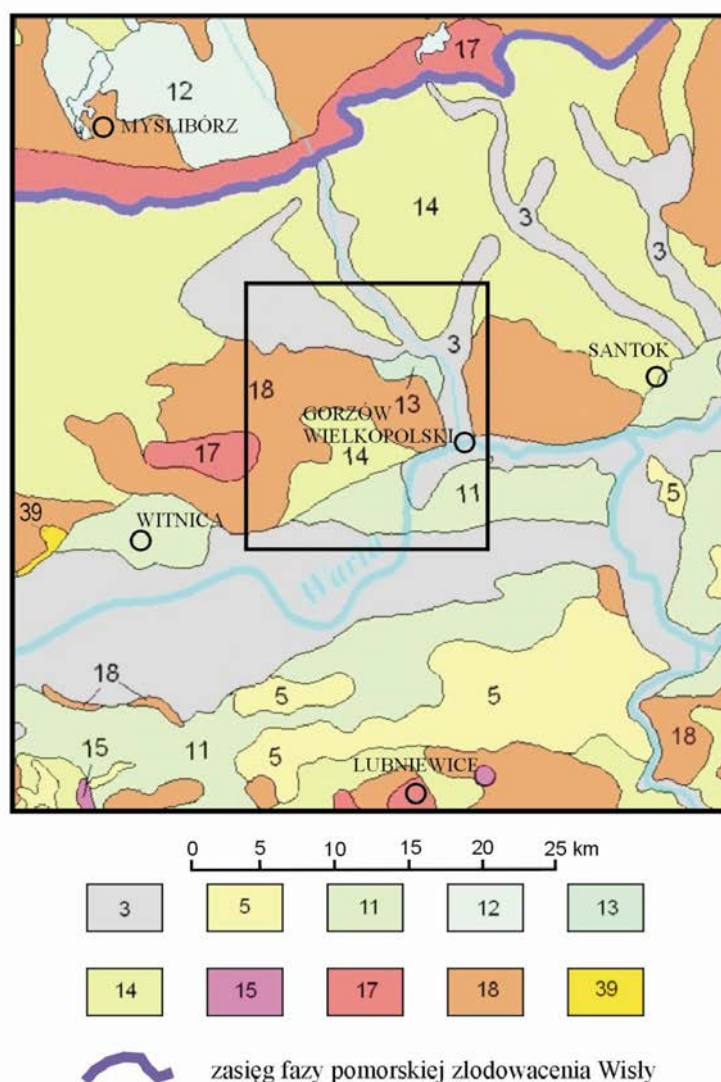 17
12
MYŚLIBÓRZ
14
3
3
3
SANTOK
18
13
GORZÓW
WIELKOPOLSKI
14
17
11
5
39
WITNICA
Warta
18
5
5
18
15
11
5
LUBNIEWICE
0 5 10 15 20 25 km
3 5 11 12 13
14 15 17 18 39
zasięg fazy pomorskiej zlodowacenia Wisły